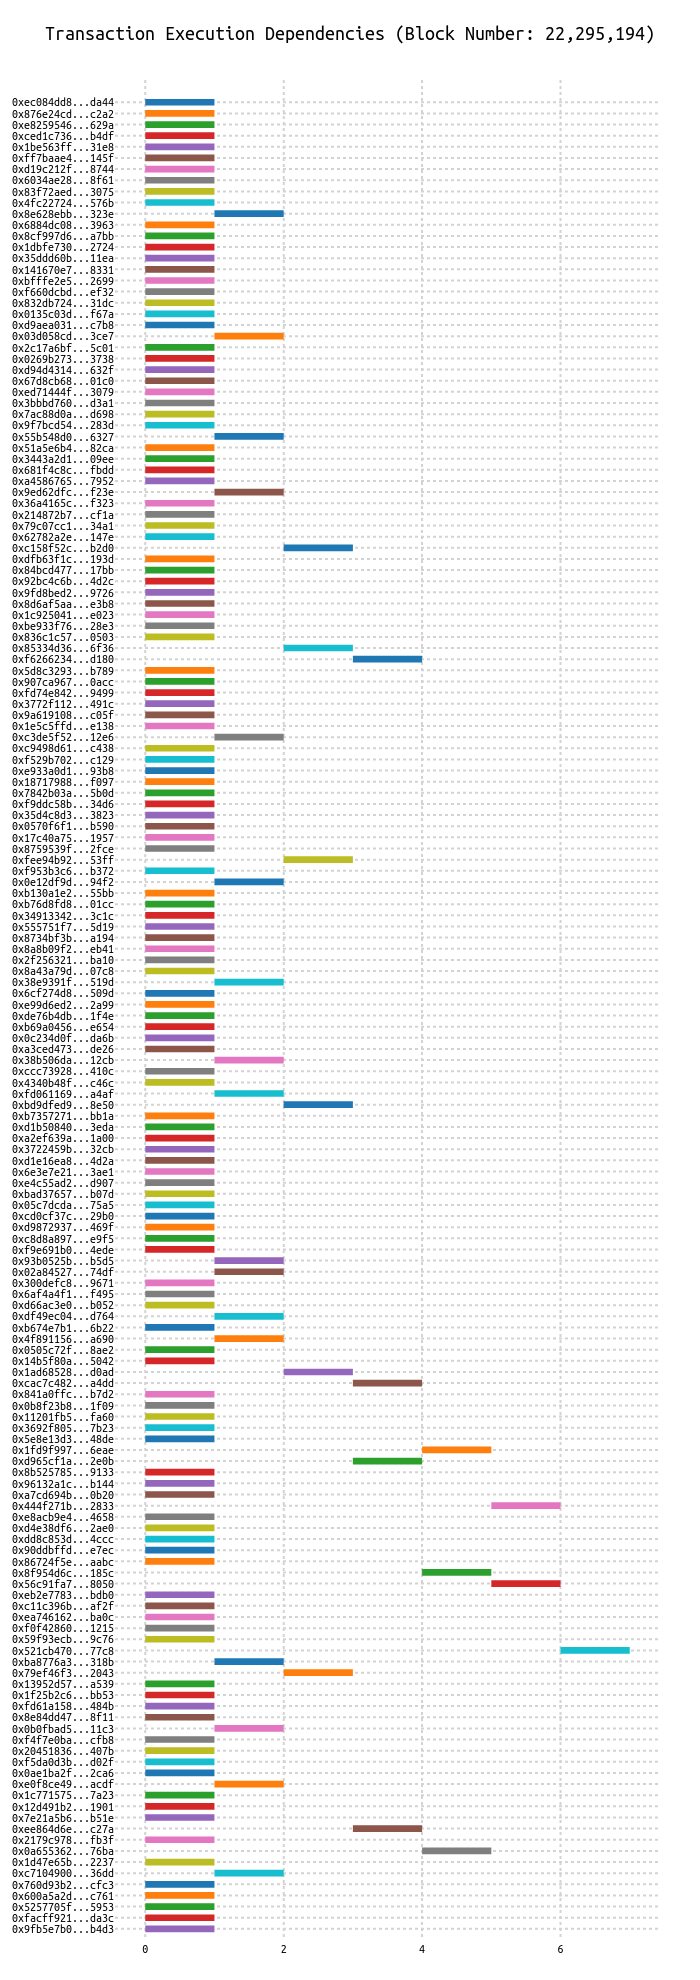 Transaction Execution Dependencies (Block Number: 22,295,194)
0xec084dd8...da44
0x876e24cd...c2a2
0xe8259546...629a
0xced1c736...b4df
0x1be563ff...31e8
0xff7baae4...145f
0xd19c212f...8744
0x6034ae28...8f61
0x83f72aed...3075
0x4fc22724...576b
0x8e628ebb...323e
0x6884dc08...3963
0x8cf997d6...a7bb
0x1dbfe730...2724
0x35ddd60b...11ea
0x141670e7...8331
0xbfffe2e5...2699
0xf660dcbd...ef32
0x832db724...31dc
0x0135c03d...f67a
0xd9aea031...c7b8
0x03d058cd...3ce7
0x2c17a6bf...5c01
0x0269b273...3738
0xd94d4314...632f
0x67d8cb68...01c0
0xed71444f...3079
0x3bbbd760...d3a1
0x7ac88d0a...d698
0x9f7bcd54...283d
0x55b548d0...6327
0x51a5e6b4...82ca
0x3443a2d1...09ee
0x681f4c8c...fbdd
0xa4586765...7952
0x9ed62dfc...f23e
0x36a4165c...f323
0x214872b7...cf1a
0x79c07cc1...34a1
0x62782a2e...147e
0xc158f52c...b2d0
0xdfb63f1c...193d
0x84bcd477...17bb
0x92bc4c6b...4d2c
0x9fd8bed2...9726
0x8d6af5aa...e3b8
0x1c925041...e023
0xbe933f76...28e3
0x836c1c57...0503
0x85334d36...6f36
0xf6266234...d180
0x5d8c3293...b789
0x907ca967...0acc
0xfd74e842...9499
0x3772f112...491c
0x9a619108...c05f
0x1e5c5ffd...e138
0xc3de5f52...12e6
0xc9498d61...c438
0xf529b702...c129
0xe933a0d1...93b8
0x18717988...f097
0x7842b03a...5b0d
0xf9ddc58b...34d6
0x35d4c8d3...3823
0x0570f6f1...b590
0x17c40a75...1957
0x8759539f...2fce
0xfee94b92...53ff
0xf953b3c6...b372
0x0e12df9d...94f2
0xb130a1e2...55bb
0xb76d8fd8...01cc
0x34913342...3c1c
0x555751f7...5d19
0x8734bf3b...a194
0x8a8b09f2...eb41
0x2f256321...ba10
0x8a43a79d...07c8
0x38e9391f...519d
0x6cf274d8...509d
0xe99d6ed2...2a99
0xde76b4db...1f4e
0xb69a0456...e654
0x0c234d0f...da6b
0xa3ced473...de26
0x38b506da...12cb
0xccc73928...410c
0x4340b48f...c46c
0xfd061169...a4af
0xbd9dfed9...8e50
0xb7357271...bb1a
0xd1b50840...3eda
0xa2ef639a...1a00
0x3722459b...32cb
0xd1e16ea8...4d2a
0x6e3e7e21...3ae1
0xe4c55ad2...d907
0xbad37657...b07d
0x05c7dcda...75a5
0xcd0cf37c...29b0
0xd9872937...469f
0xc8d8a897...e9f5
0xf9e691b0...4ede
0x93b0525b...b5d5
0x02a84527...74df
0x300defc8...9671
0x6af4a4f1...f495
0xd66ac3e0...b052
0xdf49ec04...d764
0xb674e7b1...6b22
0x4f891156...a690
0x0505c72f...8ae2
0x14b5f80a...5042
0x1ad68528...d0ad
0xcac7c482...a4dd
0x841a0ffc...b7d2
0x0b8f23b8...1f09
0x11201fb5...fa60
0x3692f805...7b23
0x5e8e13d3...48de
0x1fd9f997...6eae
0xd965cf1a...2e0b
0x8b525785...9133
0x96132a1c...b144
0xa7cd694b...0b20
0x444f271b...2833
0xe8acb9e4...4658
0xd4e38df6...2ae0
0xdd8c853d...4ccc
0x90ddbffd...e7ec
0x86724f5e...aabc
0x8f954d6c...185c
0x56c91fa7...8050
0xeb2e7783...bdb0
0xc11c396b...af2f
0xea746162...ba0c
0xf0f42860...1215
0x59f93ecb...9c76
0x521cb470...77c8
0xba8776a3...318b
0x79ef46f3...2043
0x13952d57...a539
0x1f25b2c6...bb53
0xfd61a158...484b
0x8e84dd47...8f11
0x0b0fbad5...11c3
0xf4f7e0ba...cfb8
0x20451836...407b
0xf5da0d3b...d02f
0x0ae1ba2f...2ca6
0xe0f8ce49...acdf
0x1c771575...7a23
0x12d491b2...1901
0x7e21a5b6...b51e
0xee864d6e...c27a
0x2179c978...fb3f
0x0a655362...76ba
0x1d47e65b...2237
0xc7104900...36dd
0x760d93b2...cfc3
0x600a5a2d...c761
0x5257705f...5953
0xfacff921...da3c
0x9fb5e7b0...b4d3
0 2 4 6